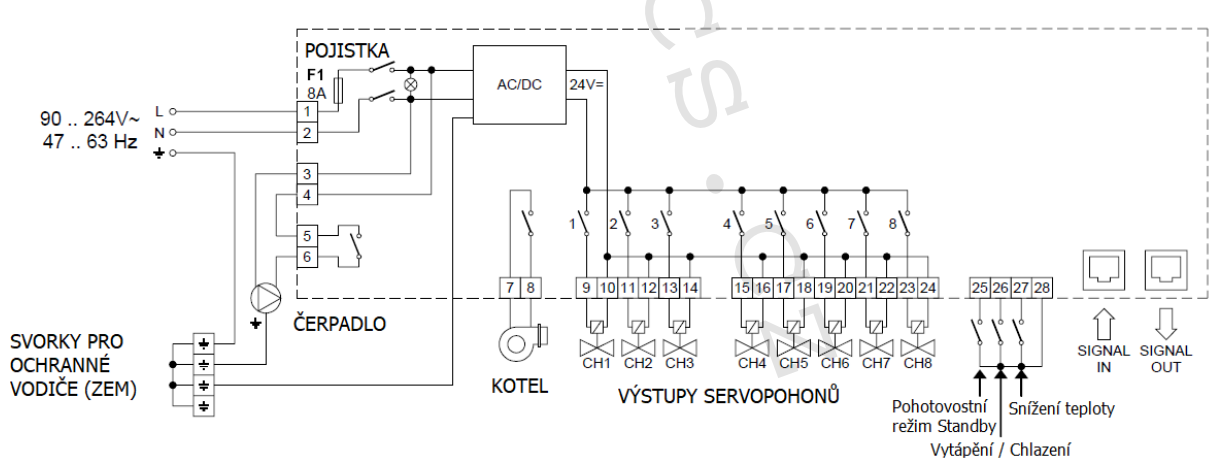 POJISTKA
F1
8A
AC/DC
24V=
90 .. 264V~
47 .. 63 Hz
L
N
1
2
3
4
5
6
1
2
3
4
5
6
7
8
7 8
9 10 11 12 13 14
15 16 17 18 19 20 21 22 23 24
25 26 27 28
ČERPADLO
SVORKY PRO
OCHRANNÉ
VODIČE (ZEM)
KOTEL
CH1 CH2 CH3
CH4 CH5 CH6 CH7 CH8
VÝSTUPY SERVOPOHONŮ
SIGNAL
IN
SIGNAL
OUT
Pohotovostní
režim Standby
Snížení teploty
Vytápění / Chlazení